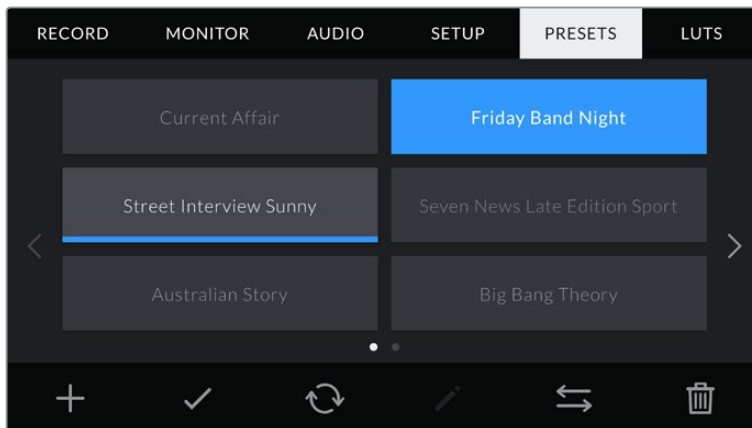 RECORD MONITOR AUDIO SETUP PRESETS LUTS
Current Affair Friday Band Night
Street Interview Sunny Seven News Late Edition Sport
Australian Story Big Bang Theory